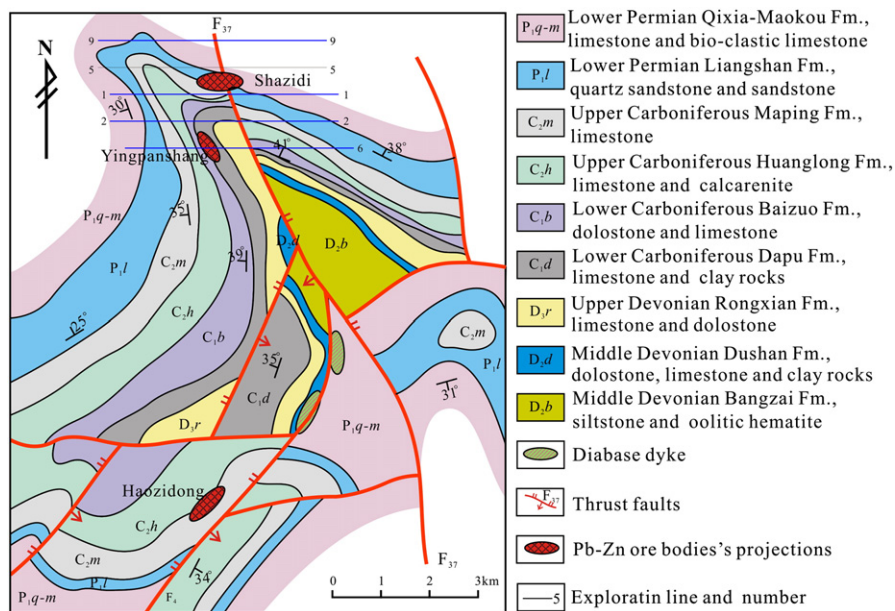 F37
N
9
9
5
5
Shazidi
1
1
30°
2
2
41°
38°
6
Yingpanshang
P1q-m
35°
D2d
D2b
C2m
39°
P1l
C2h
C2m
25°
C1b
P1l
35°
31°
C1d
D3r
P1q-m
Haozidong
C2h
C2m
P1l
34°
P1q-m
F4
F37
0 1 2 3km
P1q-m Lower Permian Qixia-Maokou Fm.,
limestone and bio-clastic limestone
P1l Lower Permian Liangshan Fm.,
quartz sandstone and sandstone
C2m Upper Carboniferous Maping Fm.,
limestone
C2h Upper Carboniferous Huanglong Fm.,
limestone and calcarenite
C1b Lower Carboniferous Baizuo Fm.,
dolostone and limestone
C1d Lower Carboniferous Dapu Fm.,
limestone and clay rocks
D3r Upper Devonian Rongxian Fm.,
limestone and dolostone
D2d Middle Devonian Dushan Fm.,
dolostone, limestone and clay rocks
D2b Middle Devonian Bangzai Fm.,
siltstone and oolitic hematite
Diabase dyke
F37 Thrust faults
Pb-Zn ore bodies's projections
5 Exploratin line and number